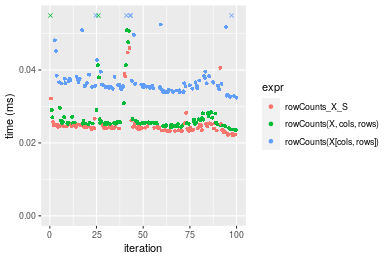 0.04
0.02
0.00
time (ms)
0
25
50
75
100
iteration
expr
rowCounts_X_S
rowCounts(X, cols, rows)
rowCounts(X[cols, rows])